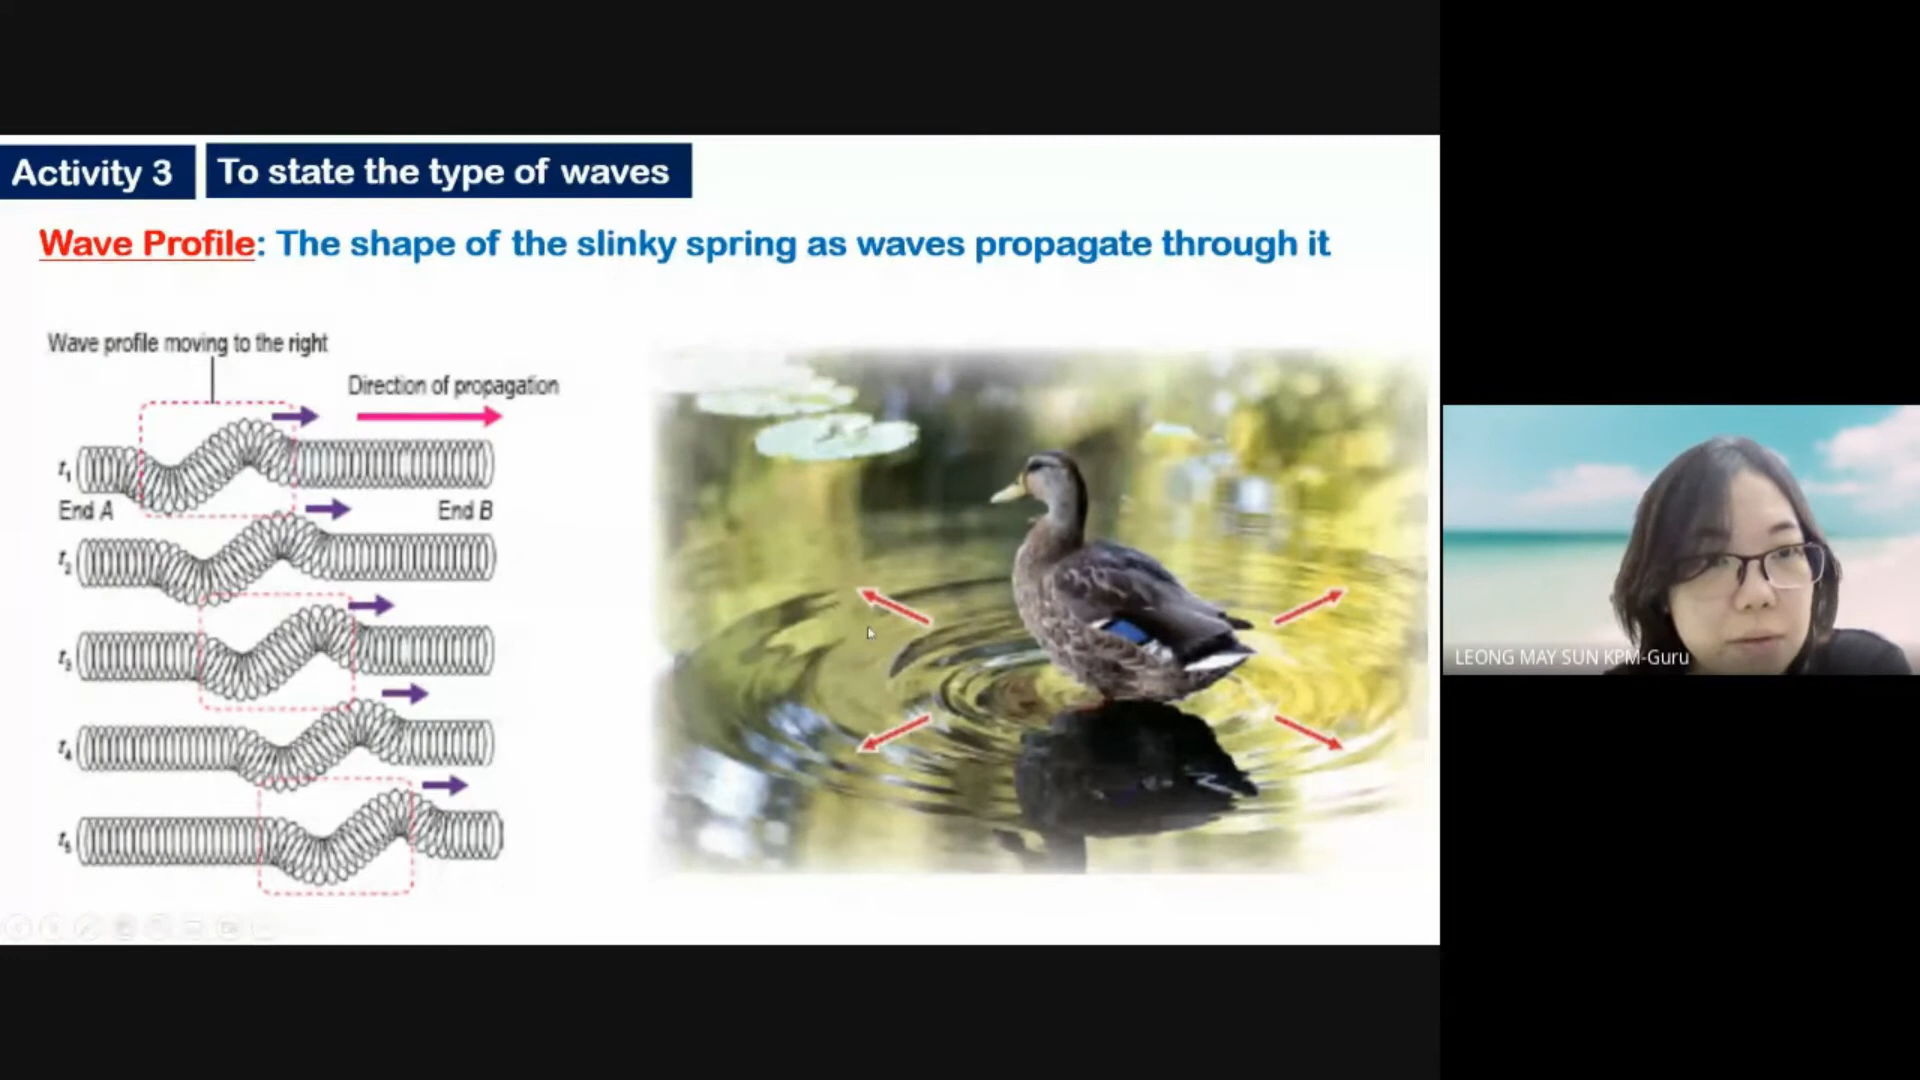 Activity 3
To state the type of waves
Wave Profile: The shape of the slinky spring as waves propagate through it
Wave profile moving to the right
Direction of propagation
t₁
End A
End B
t₂
t₃
t₄
t₅
LEONG MAY SUN KPM-Guru